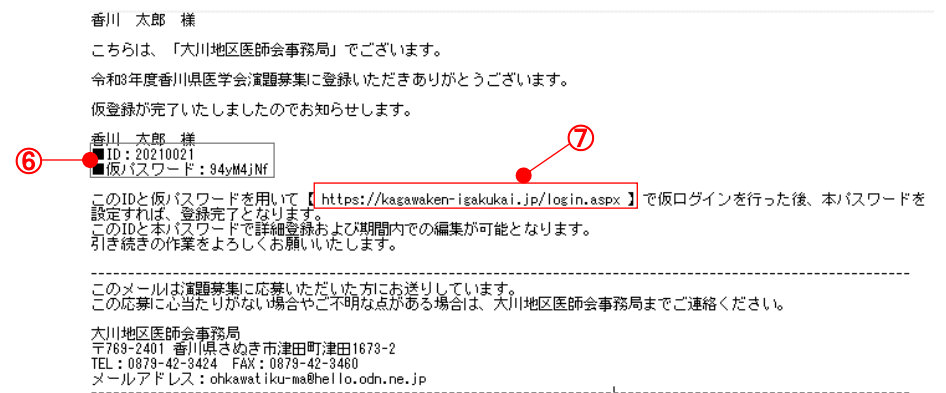 香川　太郎　様
こちらは、「大川地区医師会事務局」でございます。
令和3年度香川県医学会演題募集に登録いただきありがとうございます。
仮登録が完了いたしましたのでお知らせします。
⑦
香川　太郎　様
⑥
■ID：20210021
■仮パスワード：94yM4jNf
このIDと仮パスワードを用いて【 https://kagawaken-igakukai.jp/login.aspx 】で仮ログインを行った後、本パスワードを
設定すれば、登録完了となります。
このIDと本パスワードで詳細登録および期間内での編集が可能となります。
引き続きの作業をよろしくお願いいたします。
このメールは演題募集に応募いただいた方にお送りしています。
この応募に心当たりがない場合やご不明な点がある場合は、大川地区医師会事務局までご連絡ください。
大川地区医師会事務局
〒769-2401 香川県さぬき市津田町津田1673-2
TEL：0879-42-3424　FAX：0879-42-3460
メールアドレス：ohkawatiku-ma@hello.odn.ne.jp